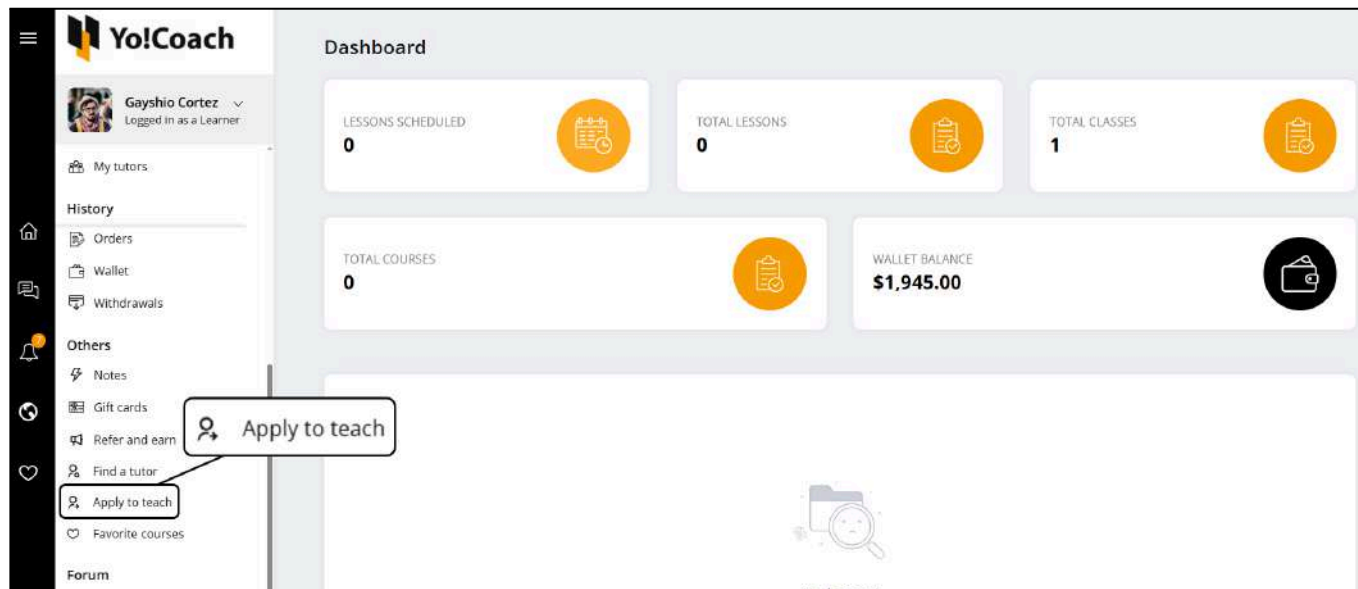 Yo!Coach
Gayshio Cortez
Logged in as a Learner
My tutors
History
Orders
Wallet
Withdrawals
Others
Notes
Gift cards
Refer and earn
Find a tutor
Apply to teach
Favorite courses
Forum
Apply to teach
7
Dashboard
LESSONS SCHEDULED
0
TOTAL LESSONS
0
TOTAL CLASSES
1
TOTAL COURSES
0
WALLET BALANCE
$1,945.00